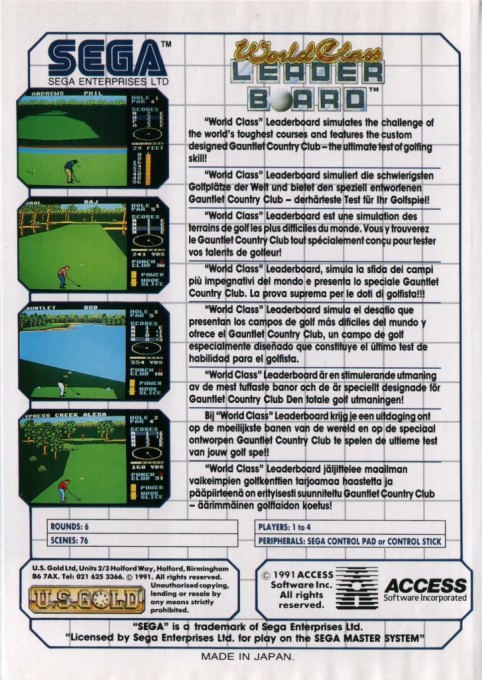 SEGA™
SEGA ENTERPRISES LTD
World Class
LEADER
BOARD™
ANDREWS PHIL
HOLE 1
PAR 4
SCORES
29 FEET
RAJ
HOLE 1
PAR 4
SCORES
241 YDS
PUNCH
CLUB 3W
POWER
HOOK
SLICE
GAUNTLET BOB
HOLE 3
PAR 5
SCORES
554 YDS
PUNCH
CLUB 1W
POWER
HOOK
SLICE
CYPRESS CREEK ALEXA
HOLE 2
PAR 4
SCORES
160 YDS
PUNCH
CLUB 5I
POWER
HOOK
SLICE
"World Class" Leaderboard simulates the challenge of
the world's toughest courses and features the custom
designed Gauntlet Country Club – the ultimate test of golfing
skill!
"World Class" Leaderboard simuliert die schwierigsten
Golfplätze der Welt und bietet den speziell entworlenen
Gauntlet Country Club – derhärteste Test für Ihr Golfspiel!
"World Class" Leaderboard est une simulation des
terrains de golf les plus difficiles du monde. Vous y trouverez
le Gauntlet Country Club tout spécialement conçu pour tester
vos talents de golfeur!
"World Class" Leaderboard, simula la sfida dei campi
più impegnativi del mondo e presenta lo speciale Gauntlet
Country Club. La prova suprema per le doti di golfista!!!
"World Class" Leaderboard simula el desafio que
presentan los campos de golf más dificiles del mundo y
ofrece el Gauntlet Country Club, un campo de golf
especialmente diseñado que constituye el último test de
habilidad para el golfista.
"World Class" Leaderboard är en stimulerande utmaning
av de mest tuffaste banor och de är speciellt designade för
Gauntlet Country Club Den totale golf utmaningen!
Bij "World Class" Leaderboard krijg je een uitdaging ont
op de moeilijkste banen van de wereld en op de speciaal
ontworpen Gauntlet Country Club te spelen de ultieme test
van jouw golf spel!!
"World Class" Leaderboard jäljittelee maailman
vaikeimpien golfkenttien tarjoamaa haastetta ja
pääpiirteenä on erityisesti suunniteltu Gauntlet Country Club
– äärimmäinen golftaidon koetus!
ROUNDS: 6
SCENES: 76
PLAYERS: 1 to 4
PERIPHERALS: SEGA CONTROL PAD or CONTROL STICK
U.S. Gold Ltd, Units 2/3 Holford Way, Holford, Birmingham
B6 7AX. Tel: 021 625 3366. © 1991. All rights reserved.
Unauthorised copying,
lending or resale by
any means strictly
prohibited.
U.S. GOLD
© 1991 ACCESS
Software Inc.
All rights
reserved.
ACCESS
Software Incorporated
"SEGA" is a trademark of Sega Enterprises Ltd.
"Licensed by Sega Enterprises Ltd. for play on the SEGA MASTER SYSTEM"
MADE IN JAPAN.